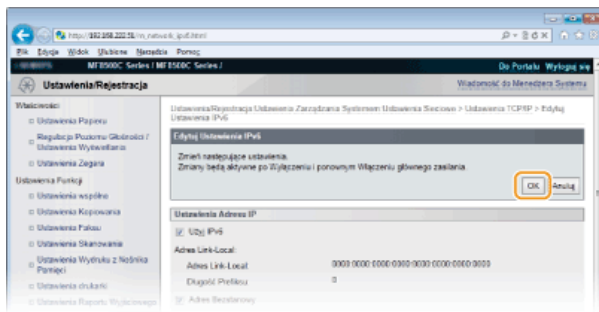 Plik Edycja Widok Ulubione Narzędzia Pomoc
MF8500C Series / MF8500C Series /
Do Portalu Wyloguj się
Ustawienia/Rejestracja
Wiadomość do Menedżera Systemu
Właściwości
Ustawienia Papieru
Regulacja Poziomu Głośności /
Ustawienia Wyświetlania
Ustawienia Zegara
Ustawienia Funkcji
Ustawienia wspólne
Ustawienia Kopiowania
Ustawienia Faksu
Ustawienia Skanowania
Ustawienia Wydruku z Nośnika
Pamięci
Ustawienia drukarki
Ustawienia Raportu Wyjściowego
Ustawienia/Rejestracja: Ustawienia Zarządzania Systemem: Ustawienia Sieciowe > Ustawienia TCP/IP > Edytuj
Ustawienia IPv6
Edytuj Ustawienia IPv6
Zmień następujące ustawienia.
Zmiany będą aktywne po Wyłączeniu i ponownym Włączeniu głównego zasilania.
OK
Anuluj
Ustawienia Adresu IP
Użyj IPv6
Adres Link-Local:
Adres Link-Local: 0000:0000:0000:0000:0000:0000:0000:0000
Długość Prefiksu: 0
Adres Bezstanowy